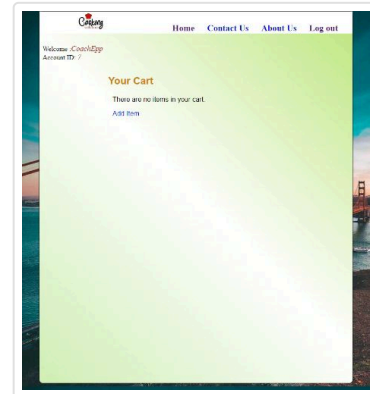 Cooking
Home Contact Us About Us Log out
Welcome :CoachEpp
Account ID: 7
Your Cart
There are no items in your cart.
Add Item